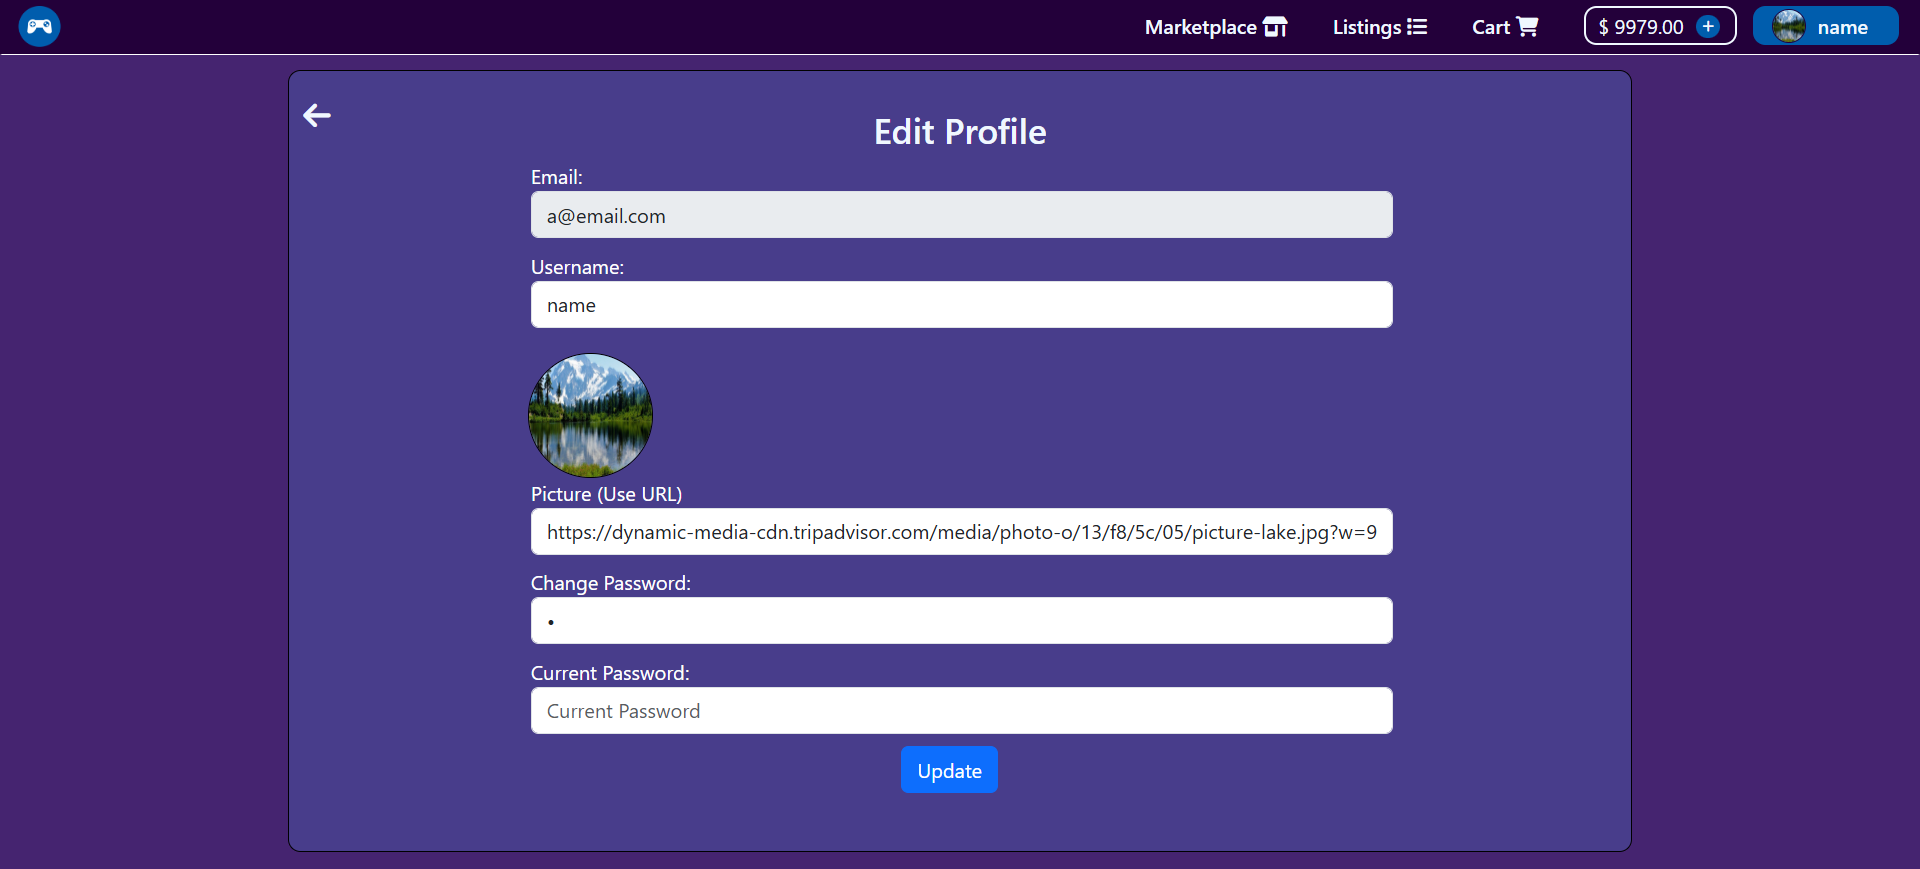 Marketplace Listings Cart $ 9979.00 + name
Edit Profile
Email:
a@email.com
Username:
name
Picture (Use URL)
https://dynamic-media-cdn.tripadvisor.com/media/photo-o/13/f8/5c/05/picture-lake.jpg?w=9
Change Password:
•
Current Password:
Current Password
Update